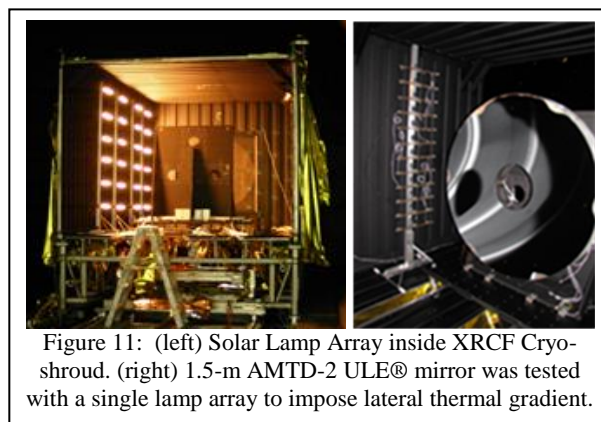 Figure 11:  (left) Solar Lamp Array inside XRCF Cryo-
shroud. (right) 1.5-m AMTD-2 ULE® mirror was tested
with a single lamp array to impose lateral thermal gradient.